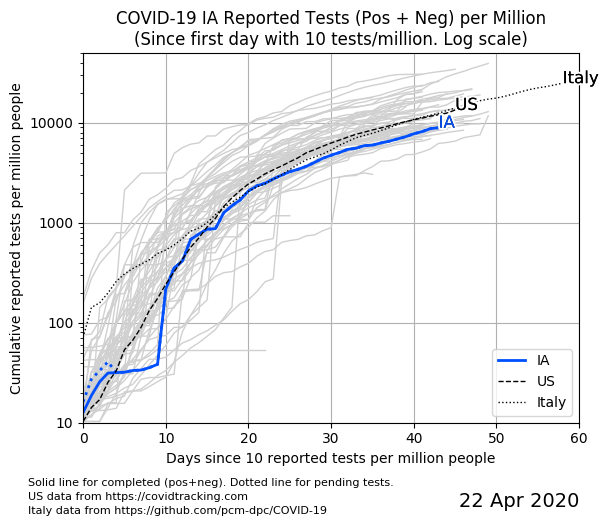 COVID-19 IA Reported Tests (Pos + Neg) per Million
(Since first day with 10 tests/million. Log scale)
Cumulative reported tests per million people
10000
1000
100
10
Italy
US
IA
IA
US
Italy
0
10
20
30
40
50
60
Days since 10 reported tests per million people
Solid line for completed (pos+neg). Dotted line for pending tests.
US data from https://covidtracking.com
Italy data from https://github.com/pcm-dpc/COVID-19
22 Apr 2020